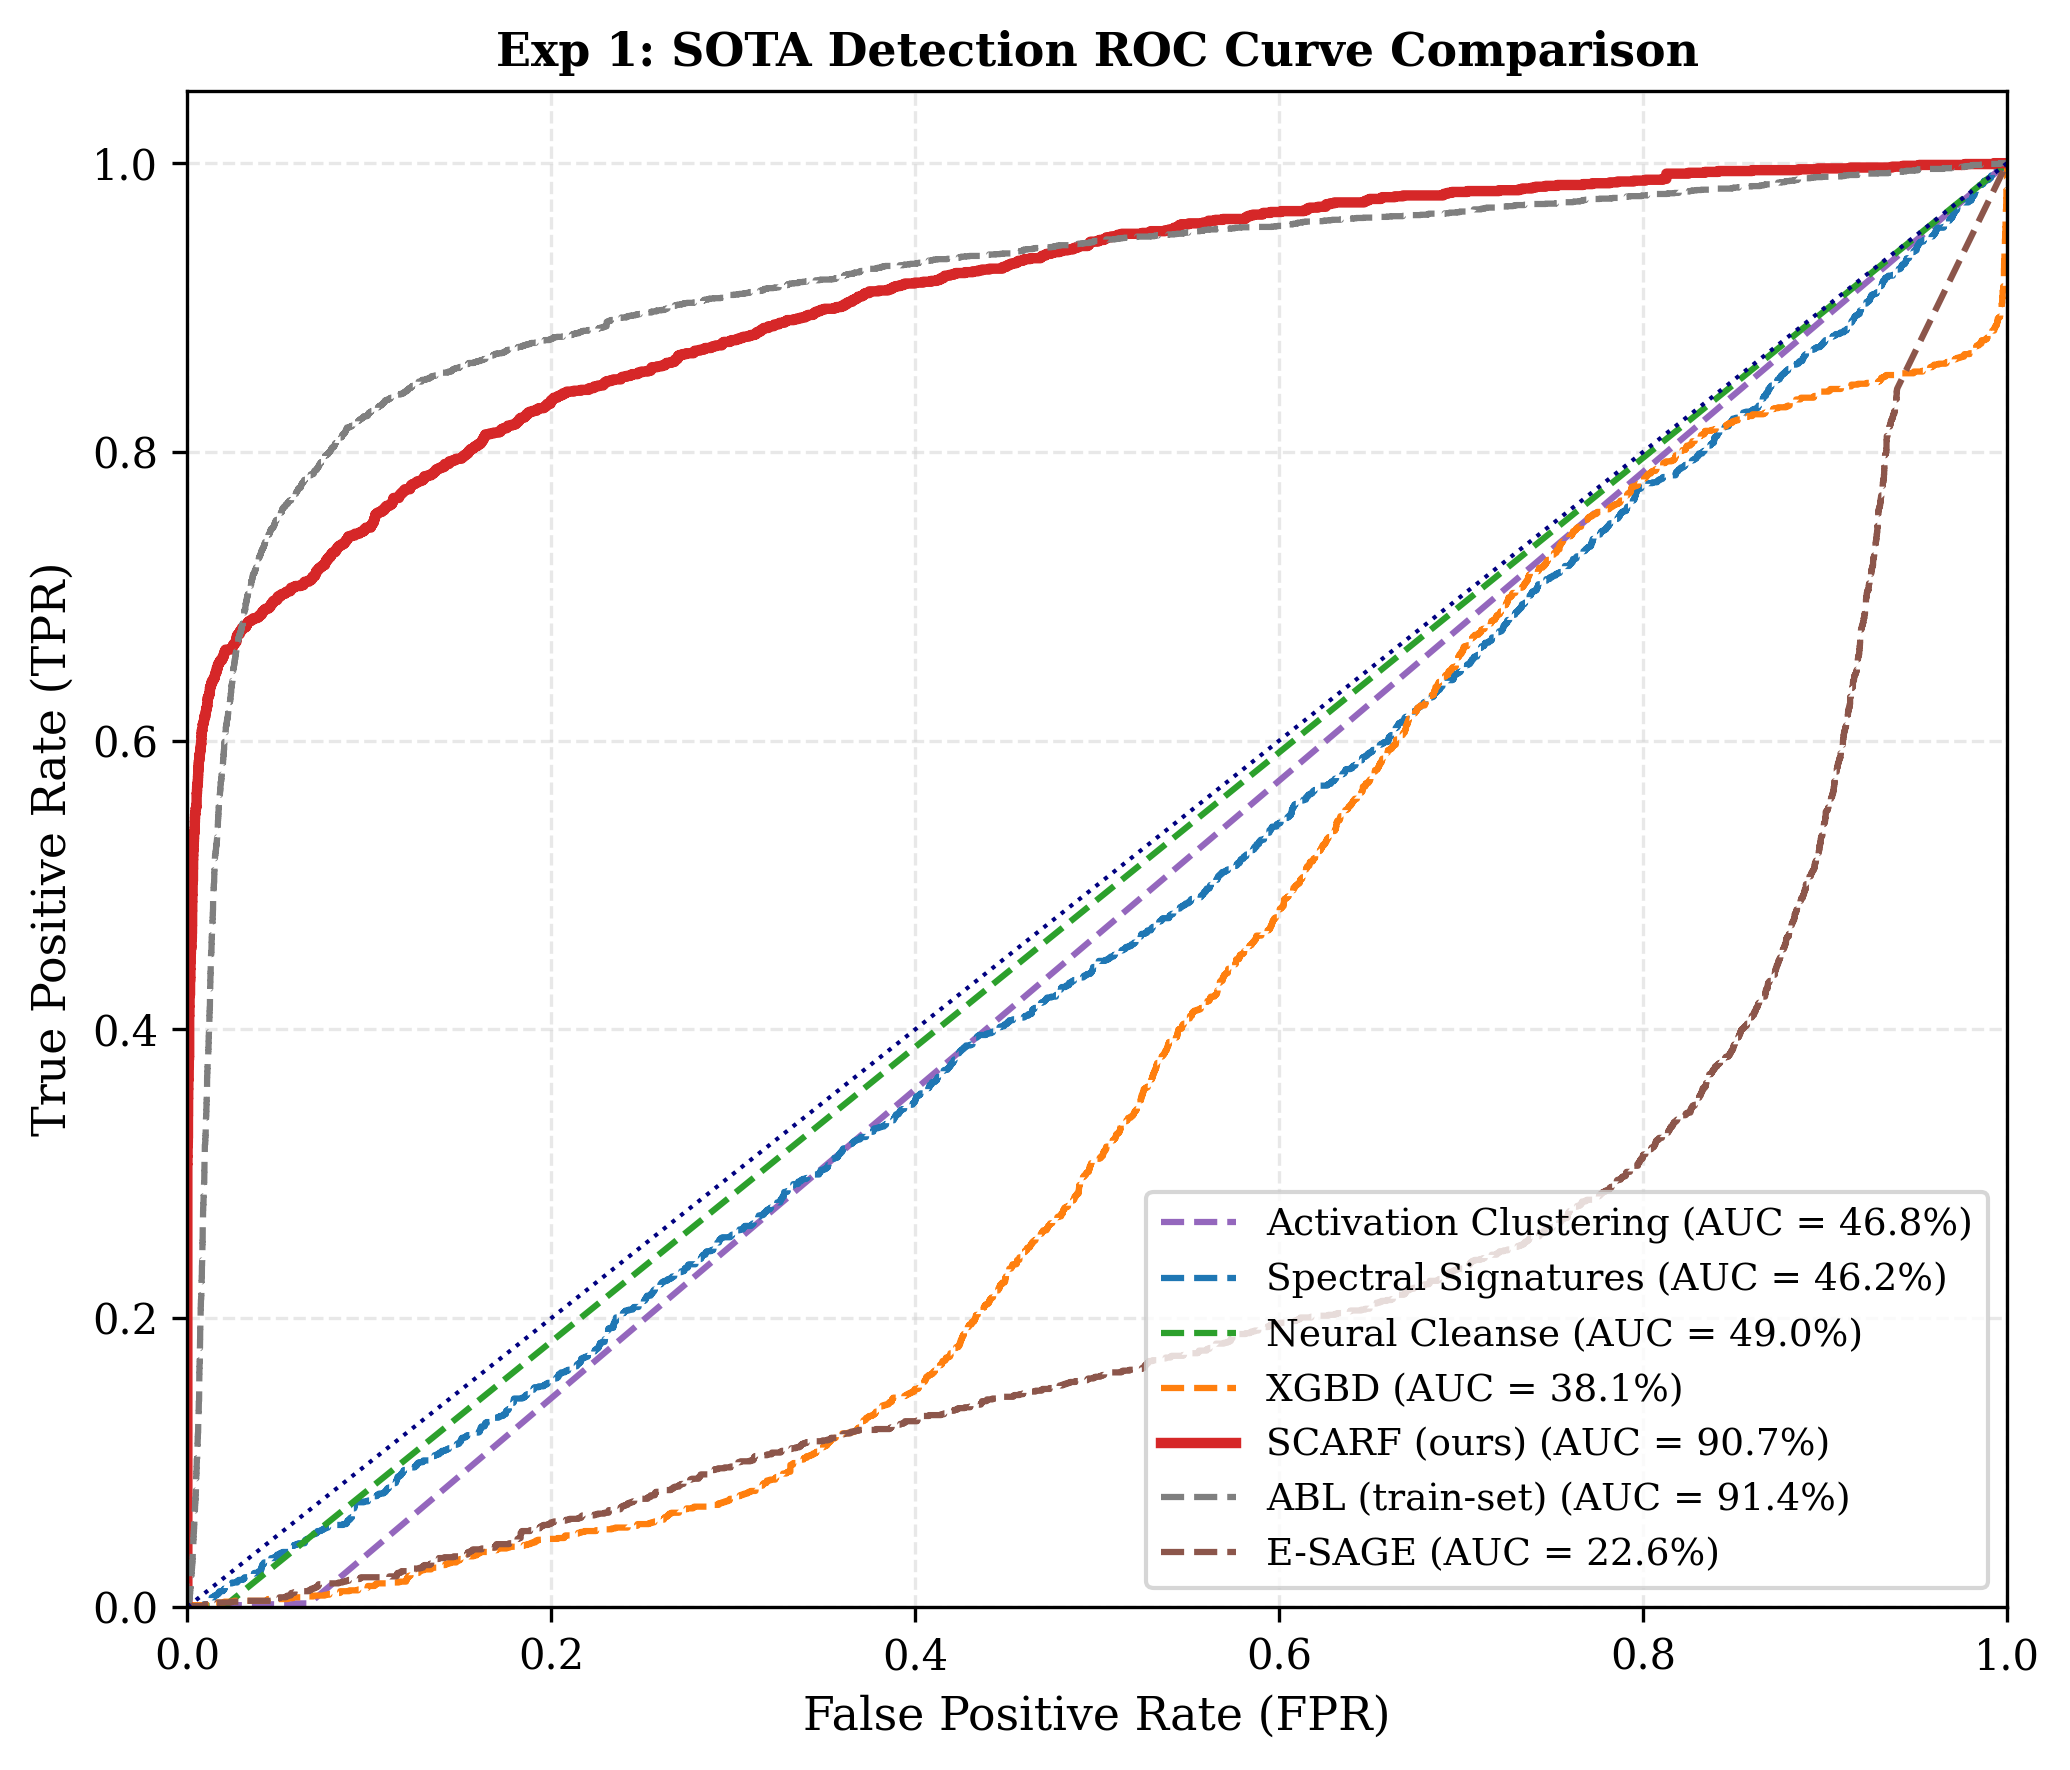 Exp 1: SOTA Detection ROC Curve Comparison
True Positive Rate (TPR)
1.0
0.8
0.6
0.4
0.2
0.0
Activation Clustering (AUC = 46.8%)
Spectral Signatures (AUC = 46.2%)
Neural Cleanse (AUC = 49.0%)
XGBD (AUC = 38.1%)
SCARF (ours) (AUC = 90.7%)
ABL (train-set) (AUC = 91.4%)
E-SAGE (AUC = 22.6%)
0.0 0.2 0.4 0.6 0.8 1.0
False Positive Rate (FPR)